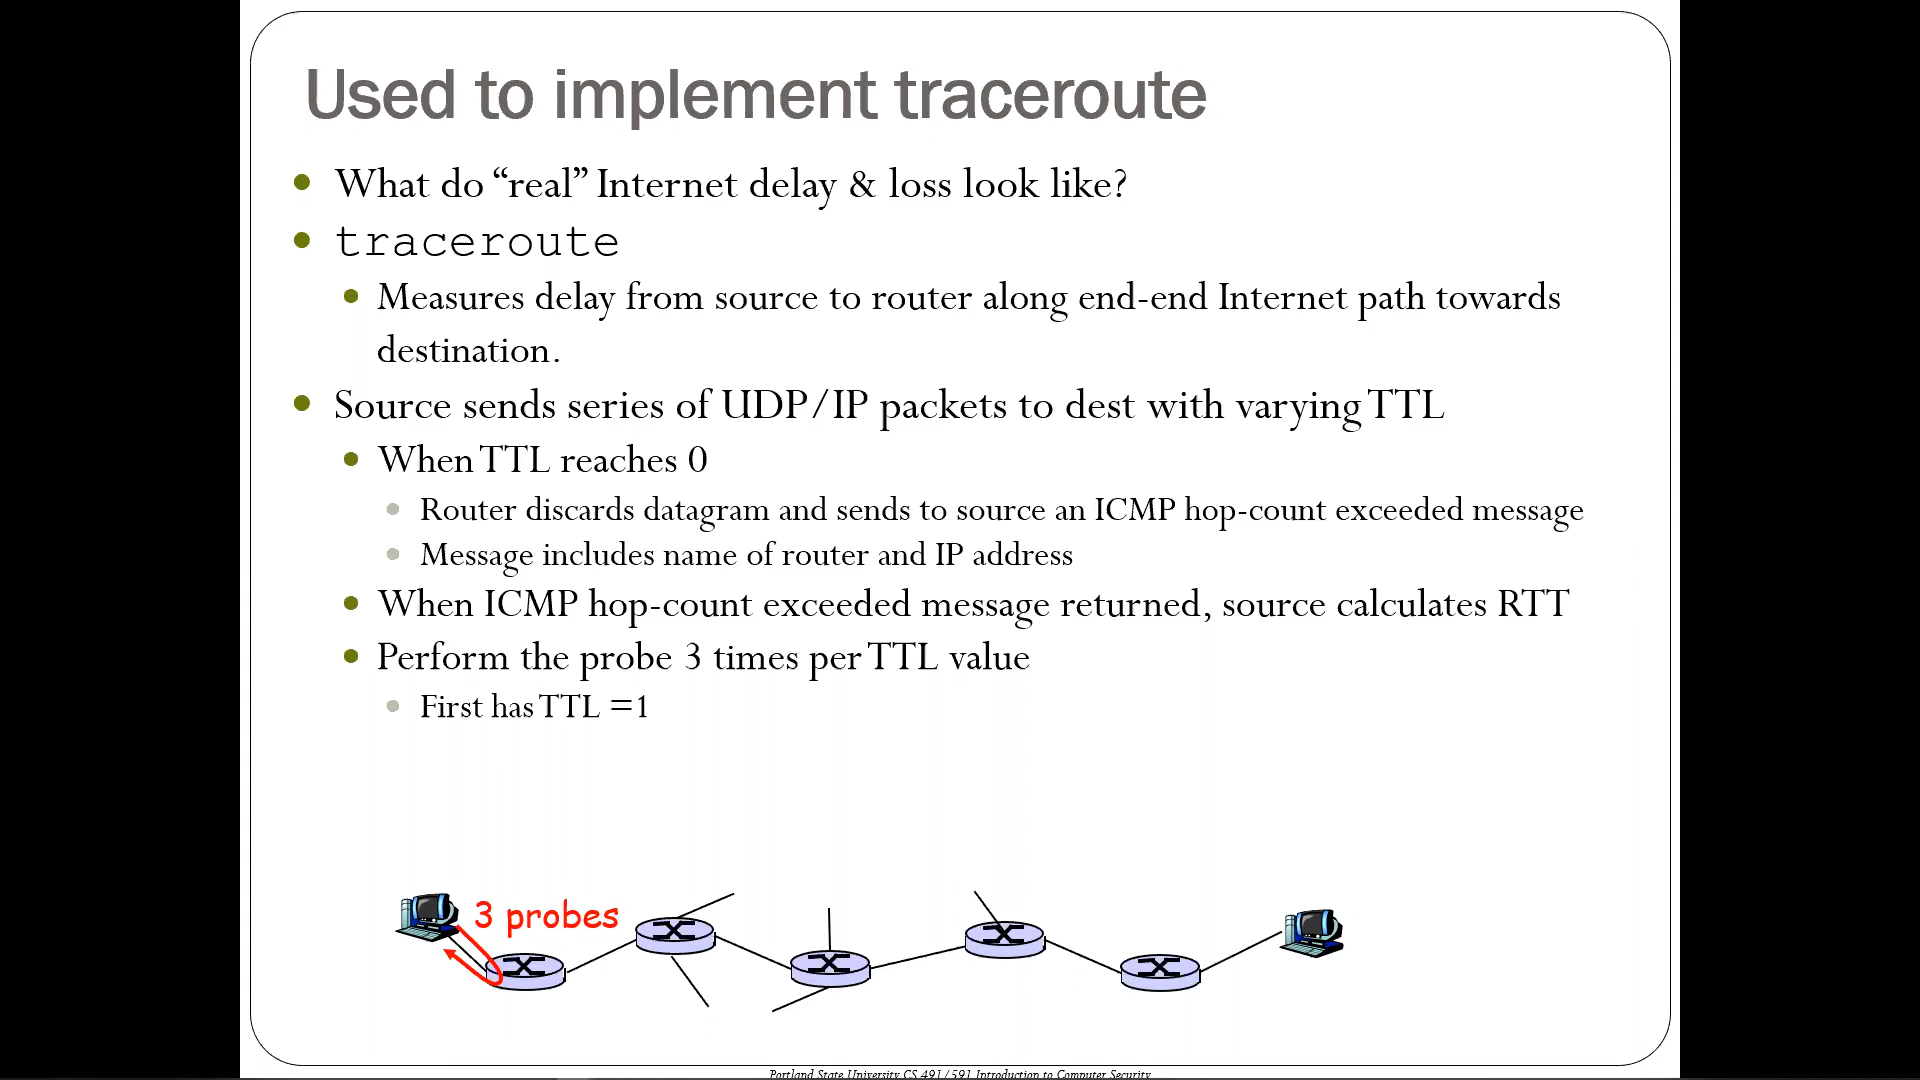 Used to implement traceroute
What do “real” Internet delay & loss look like?
traceroute
Measures delay from source to router along end-end Internet path towards
destination.
Source sends series of UDP/IP packets to dest with varying TTL
When TTL reaches 0
Router discards datagram and sends to source an ICMP hop-count exceeded message
Message includes name of router and IP address
When ICMP hop-count exceeded message returned, source calculates RTT
Perform the probe 3 times per TTL value
First has TTL =1
3 probes
Portland State University CS 491/591 Introduction to Computer Security